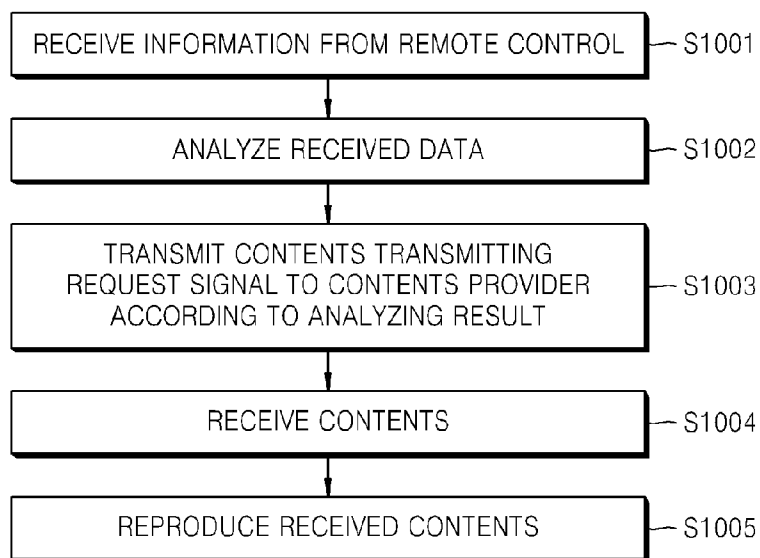 RECEIVE INFORMATION FROM REMOTE CONTROL
S1001
ANALYZE RECEIVED DATA
S1002
TRANSMIT CONTENTS TRANSMITTING
REQUEST SIGNAL TO CONTENTS PROVIDER
ACCORDING TO ANALYZING RESULT
S1003
RECEIVE CONTENTS
S1004
REPRODUCE RECEIVED CONTENTS
S1005